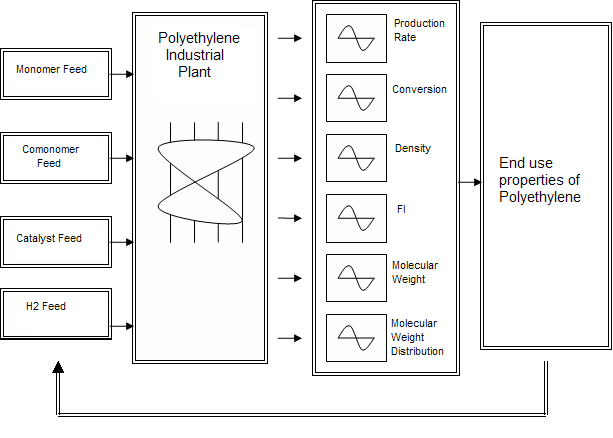 Monomer Feed
Comonomer
Feed
Catalyst Feed
H2 Feed
Polyethylene
Industrial
Plant
Production
Rate
Conversion
Density
FI
Molecular
Weight
Molecular
Weight
Distribution
End use
properties of
Polyethylene